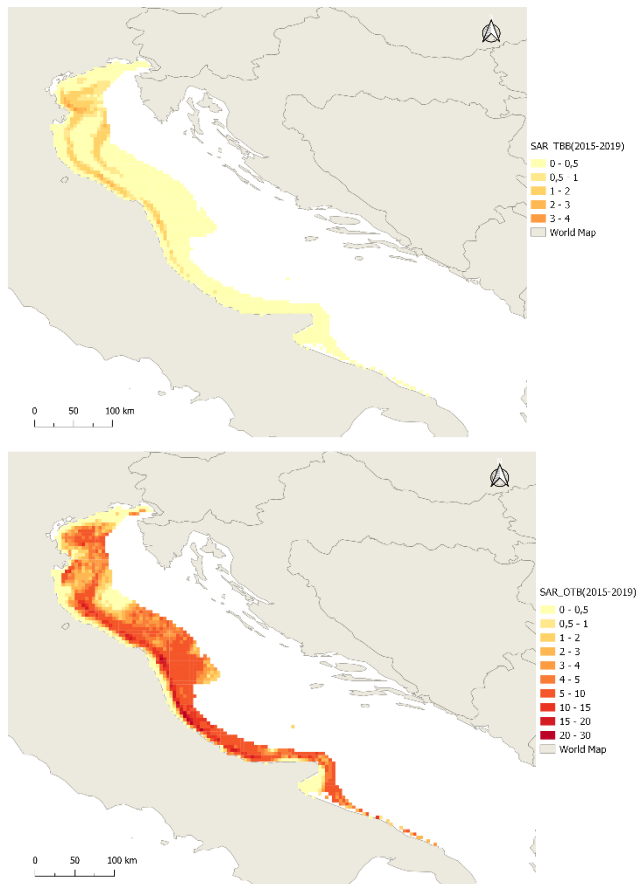 SAR_TBB(2015-2019)
0 - 0,5
0,5 - 1
1 - 2
2 - 3
3 - 4
World Map
0 50 100 km
SAR_OTB(2015-2019)
0 - 0,5
0,5 - 1
1 - 2
2 - 3
3 - 4
4 - 5
5 - 10
10 - 15
15 - 20
20 - 30
World Map
0 50 100 km